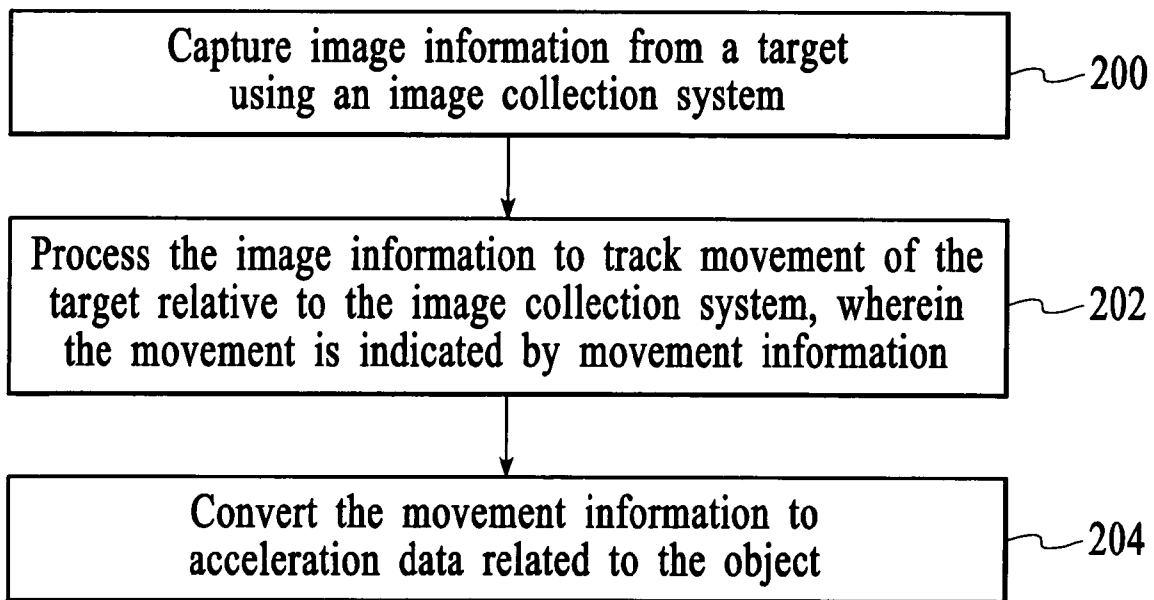 Capture image information from a target
using an image collection system
200
Process the image information to track movement of the
target relative to the image collection system, wherein
the movement is indicated by movement information
202
Convert the movement information to
acceleration data related to the object
204